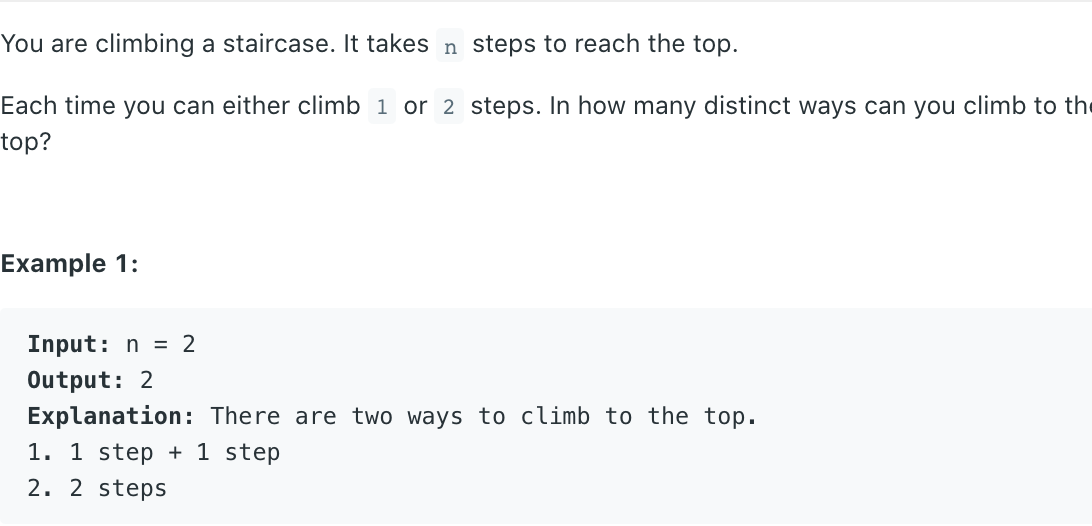 You are climbing a staircase. It takes n steps to reach the top.
Each time you can either climb 1 or 2 steps. In how many distinct ways can you climb to the
top?
Example 1:
Input: n = 2
Output: 2
Explanation: There are two ways to climb to the top.
1. 1 step + 1 step
2. 2 steps